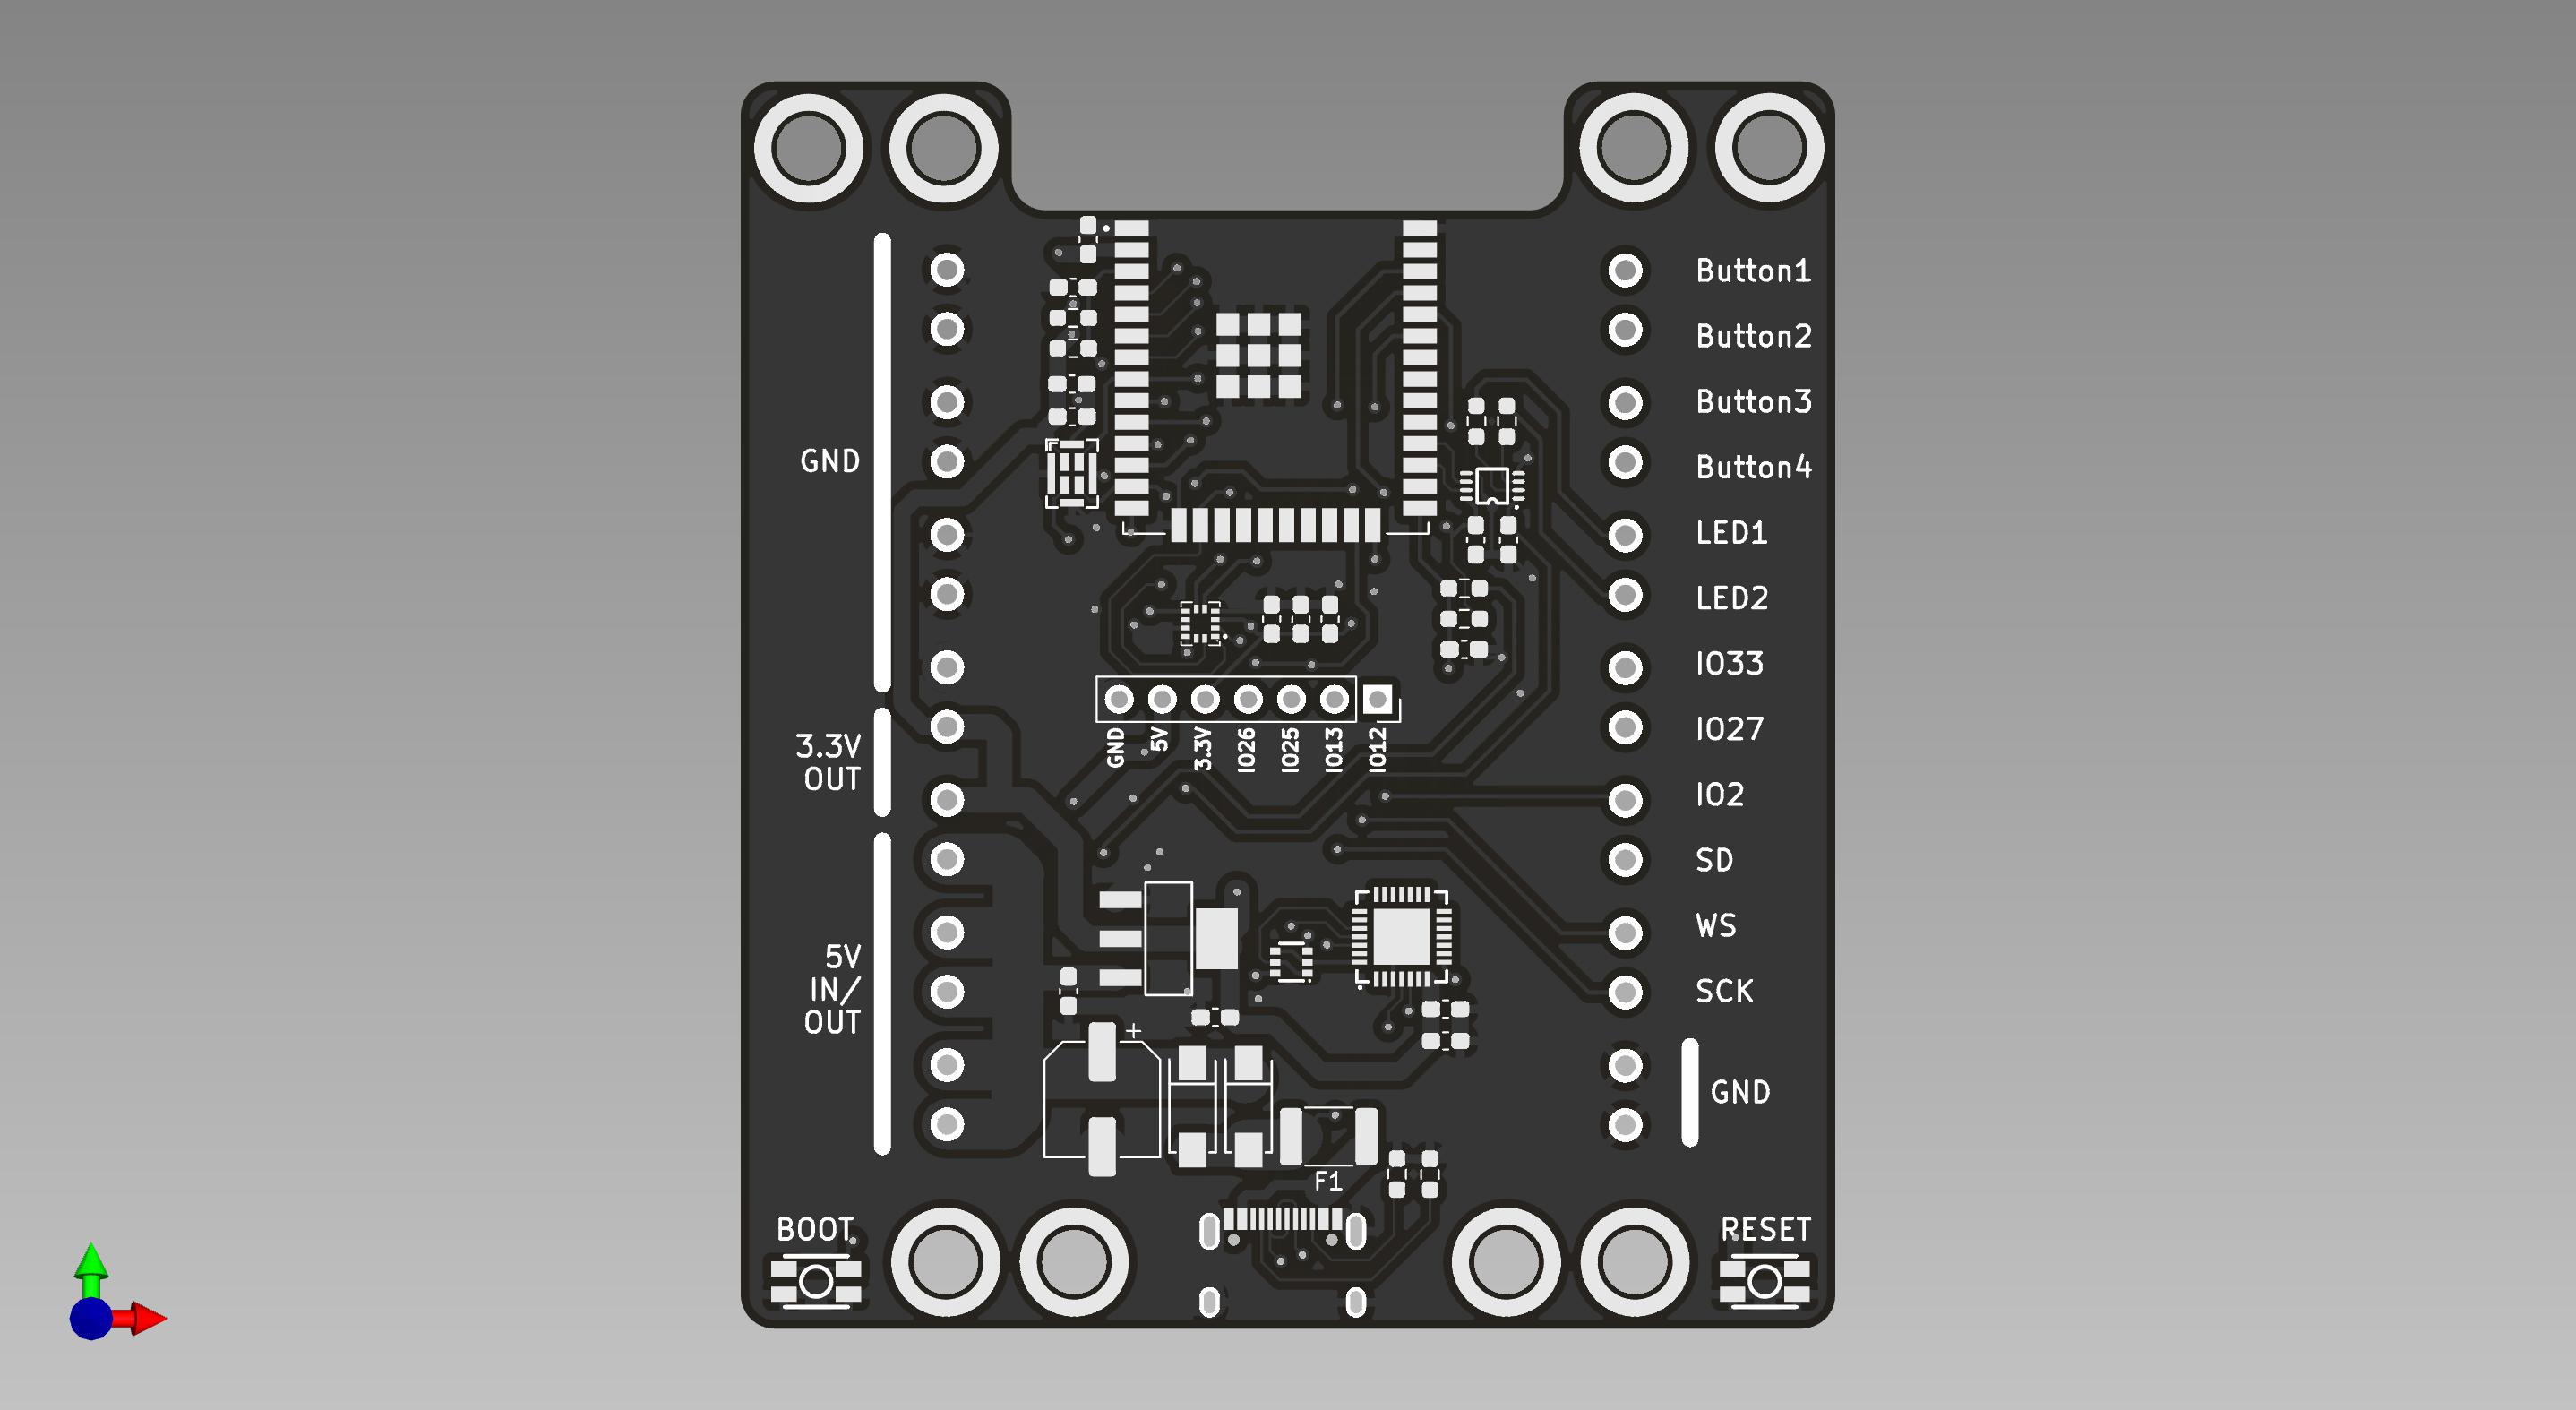 Button1
Button2
Button3
GND
Button4
LED1
LED2
IO33
IO27
3.3V
OUT
GND
5V
3.3V
IO26
IO25
IO13
IO12
IO2
SD
WS
5V
IN/
OUT
SCK
+
GND
F1
BOOT
RESET